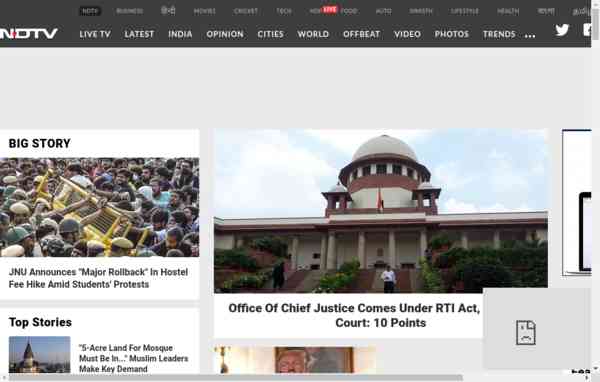 NDTV
BUSINESS
हिन्दी
MOVIES
CRICKET
TECH
HOP LIVE
FOOD
AUTO
SWASTH
LIFESTYLE
HEALTH
বাংলা
தமிழ்
NDTV
LIVE TV
LATEST
INDIA
OPINION
CITIES
WORLD
OFFBEAT
VIDEO
PHOTOS
TRENDS
...
BIG STORY
JNU Announces "Major Rollback" In Hostel
Fee Hike Amid Students' Protests
Office Of Chief Justice Comes Under RTI Act,
Court: 10 Points
Top Stories
"5-Acre Land For Mosque
Must Be In..." Muslim Leaders
Make Key Demand